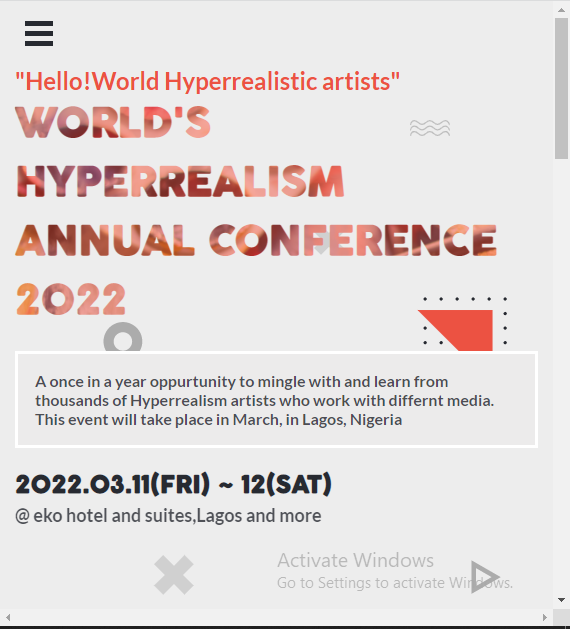 "Hello!World Hyperrealistic artists"
WORLD'S
HYPERREALISM
ANNUAL CONFERENCE
2022
A once in a year oppurtunity to mingle with and learn from
thousands of Hyperrealism artists who work with differnt media.
This event will take place in March, in Lagos, Nigeria
2022.03.11(FRI) ~ 12(SAT)
@ eko hotel and suites,Lagos and more
Activate Windows
Go to Settings to activate Windows.